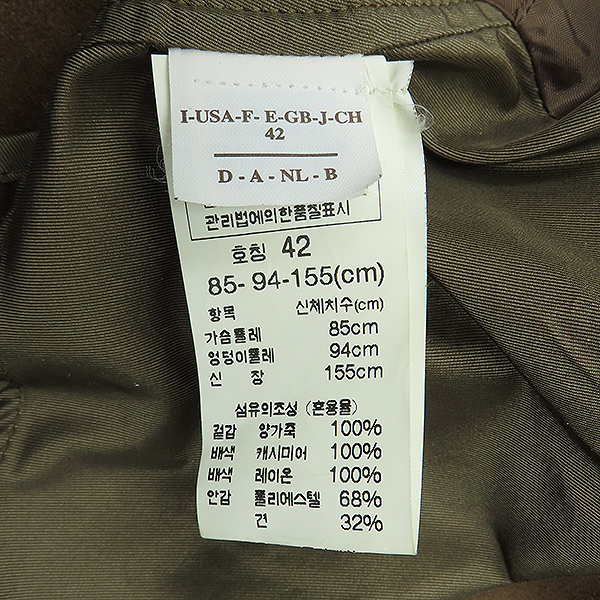 I-USA-F- E-GB-J-CH
42
D - A - NL - B
관리법에의한품질표시
호칭 42
85- 94-155(cm)
항목 신체치수(cm)
가슴둘레 85cm
엉덩이둘레 94cm
신 장 155cm
섬유의조성 (혼용율)
겉감 양가죽 100%
배색 캐시미어 100%
배색 레이온 100%
안감 폴리에스텔 68%
견 32%